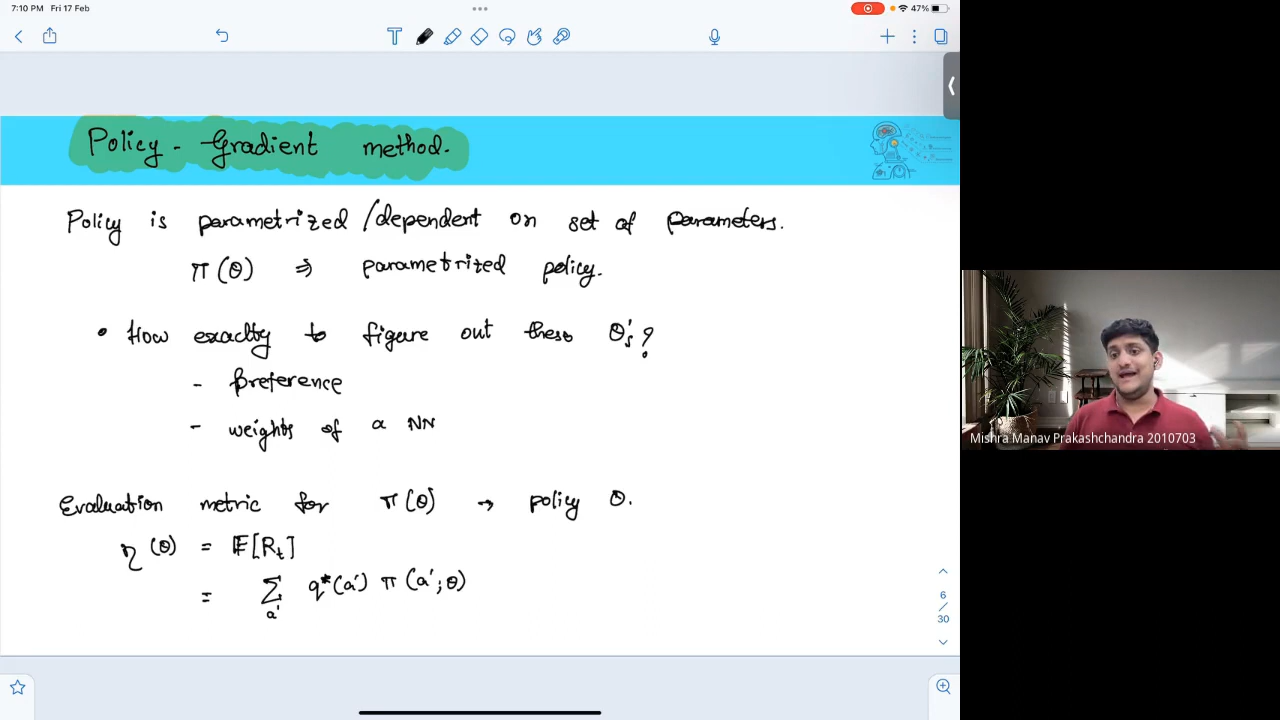 7:10 PM Fri 17 Feb
47%
Policy - Gradient method.
Policy is parametrized /dependent on set of parameters.
π(θ) ⇒ parametrized policy.
• How exactly to figure out these θ's?
- Preference
- weights of a NN
Evaluation metric for π(θ) → policy θ.
η(θ) = E[Rt]
= Σ q*(a') π(a';θ)
a'
6
/
30
Mishra Manav Prakashchandra 2010703